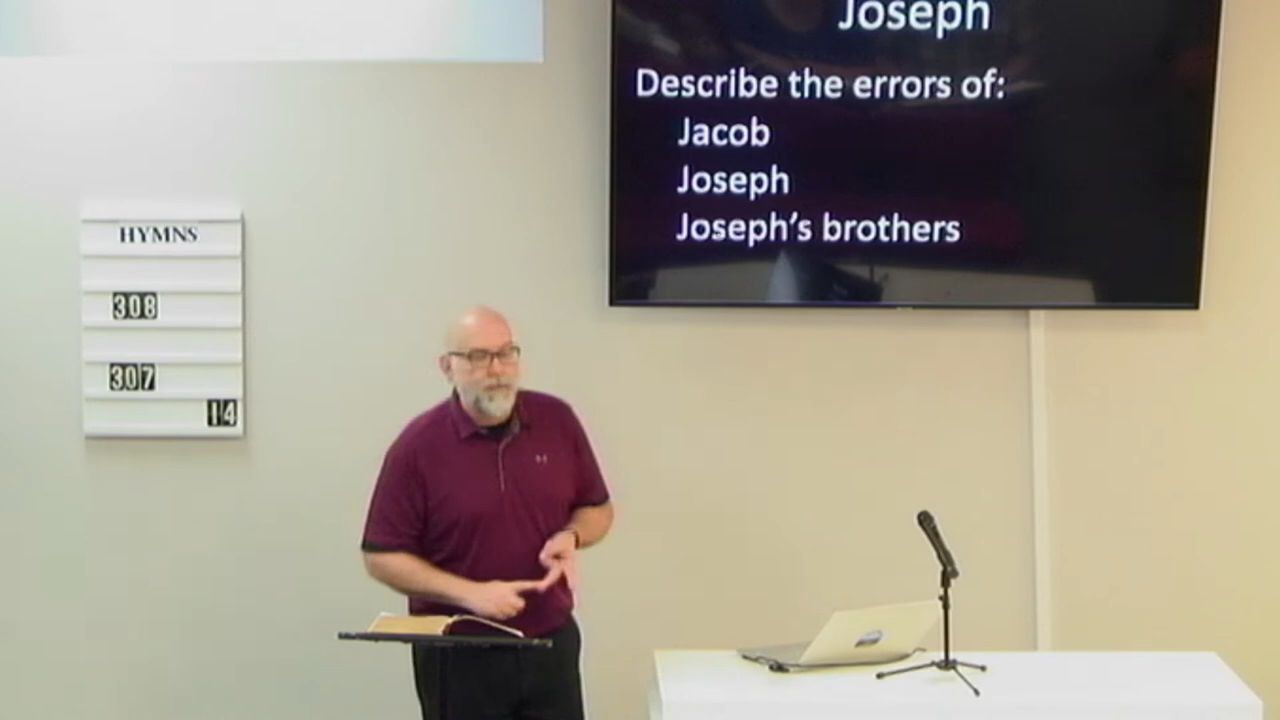 Joseph
Describe the errors of:
Jacob
Joseph
Joseph's brothers
HYMNS
308
307
14